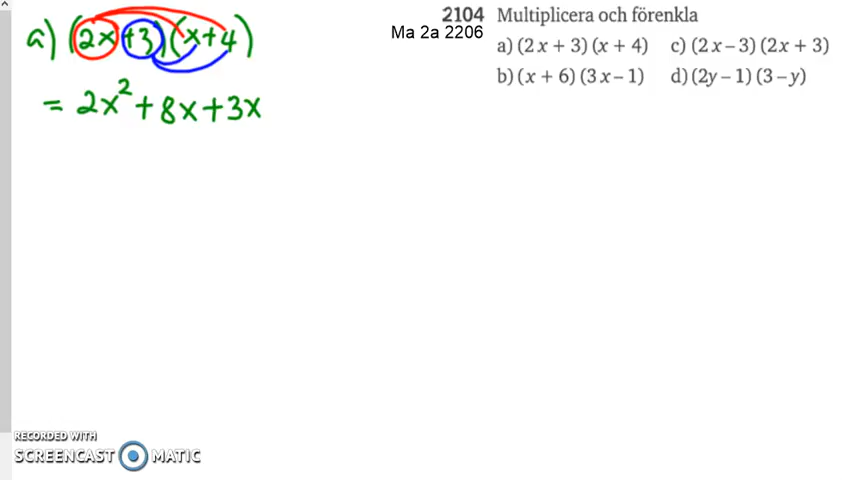 a) (2x+3)(x+4)
= 2x² + 8x + 3x
2104 Multiplicera och förenkla
Ma 2a 2206
a) (2x + 3) (x + 4) c) (2x – 3) (2x + 3)
b) (x + 6) (3x – 1) d) (2y – 1) (3 – y)
RECORDED WITH
SCREENCAST MATIC